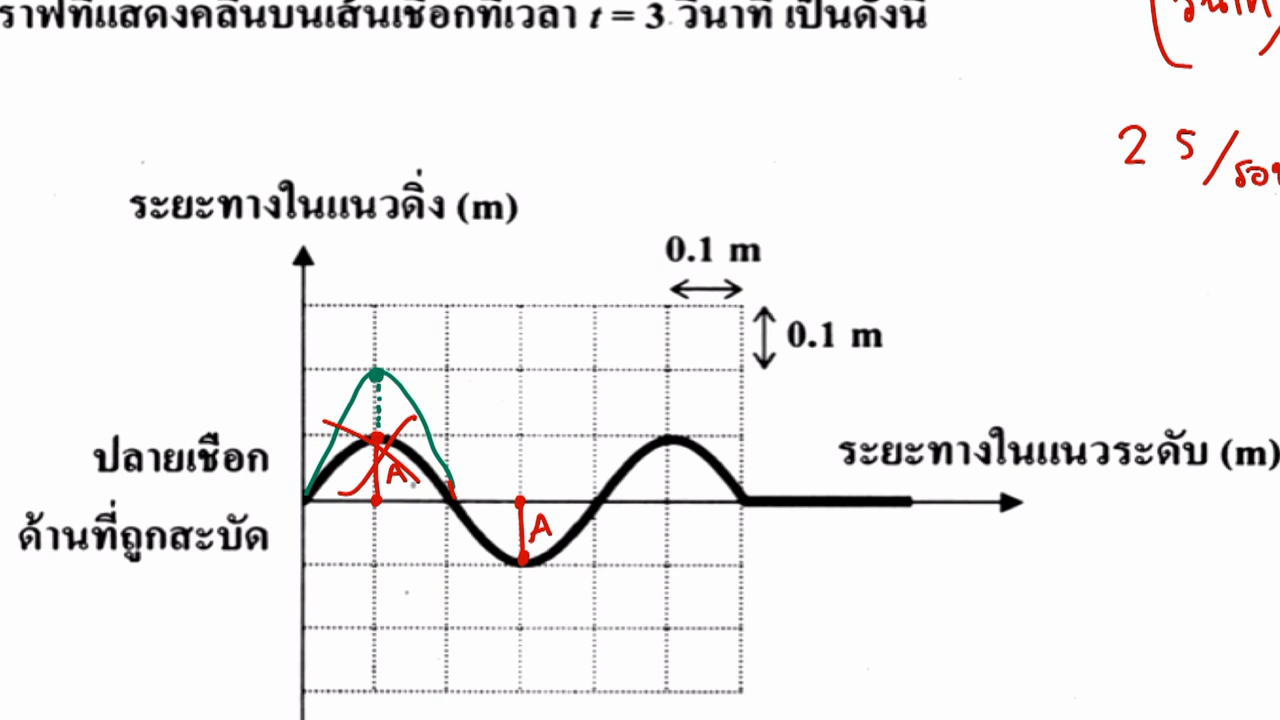 ราฟที่แสดงคลื่นบนเส้นเชือกที่เวลา t = 3 วินาที เป็นดังนี้
2 s/รอบ
ระยะทางในแนวดิ่ง (m)
0.1 m
0.1 m
ปลายเชือก
ด้านที่ถูกสะบัด
A
A
ระยะทางในแนวระดับ (m)